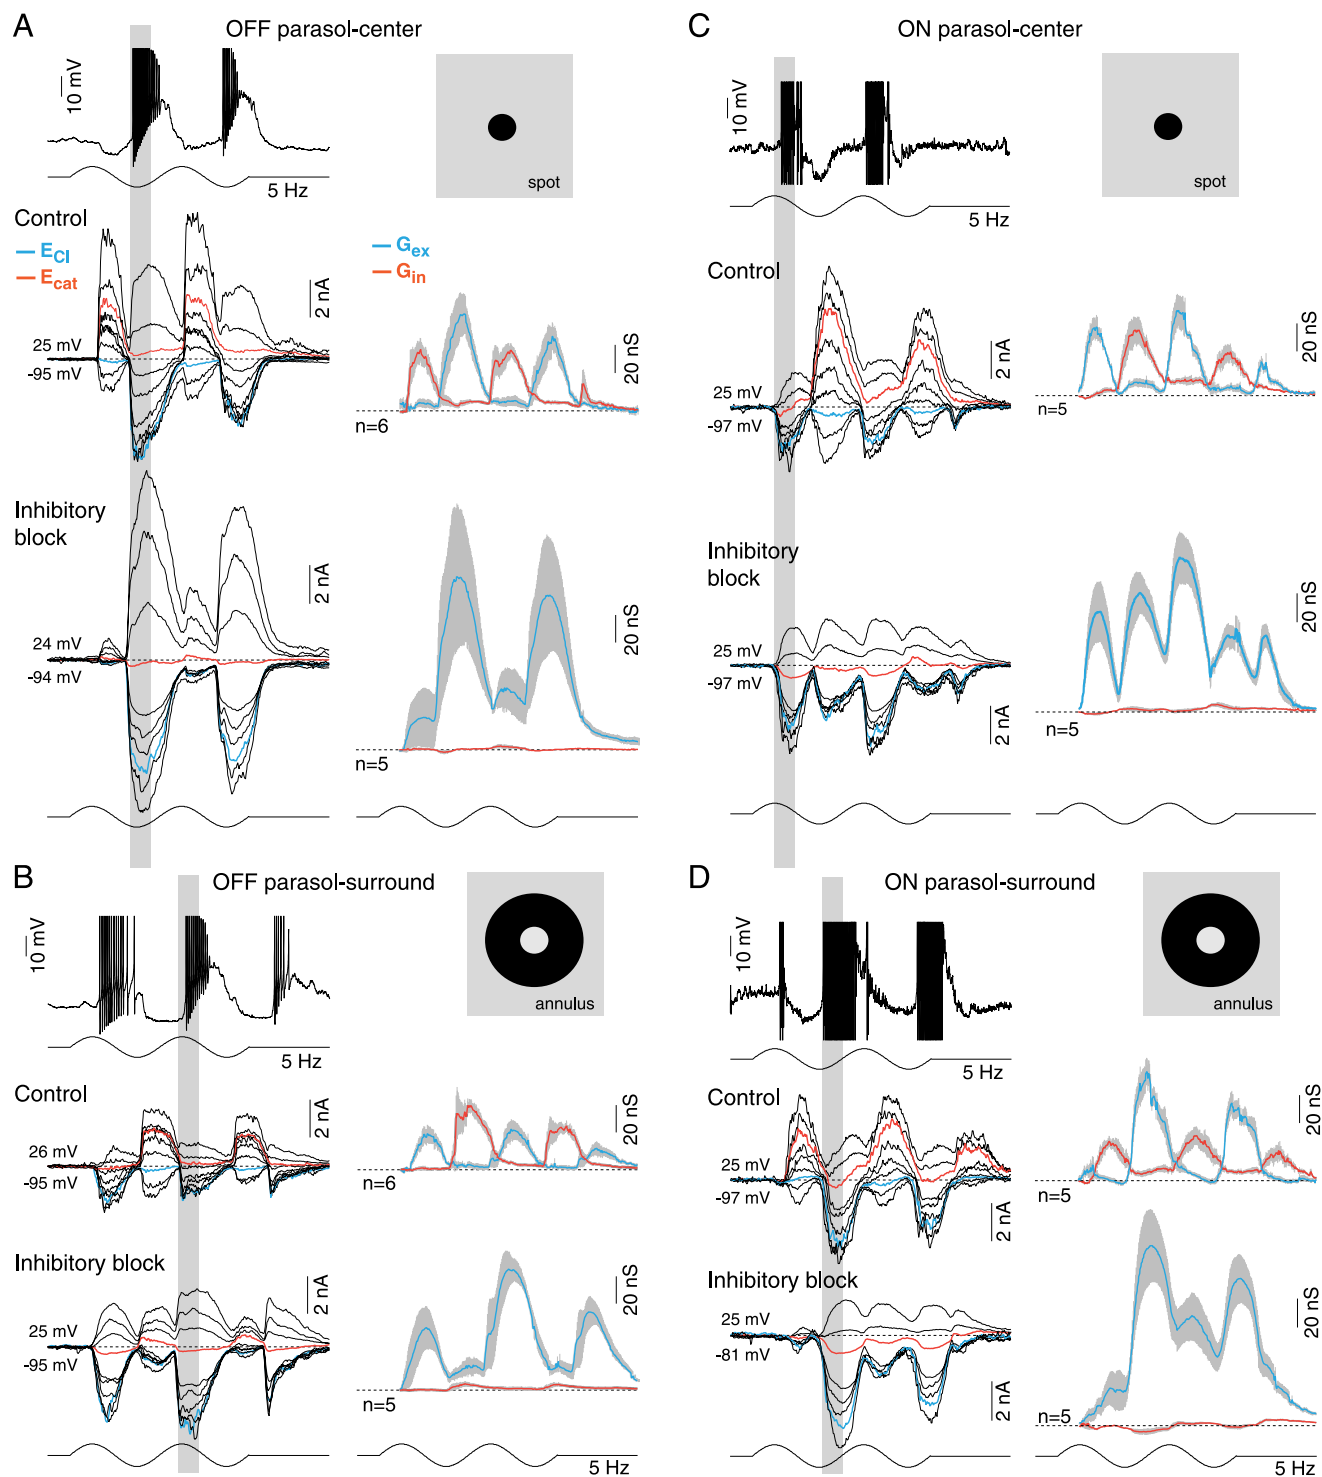 A
OFF parasol-center
10 mV
spot
5 Hz
Control
E_Cl
E_cat
2 nA
25 mV
-95 mV
G_ex
G_in
20 nS
n=6
Inhibitory
block
2 nA
24 mV
-94 mV
20 nS
n=5
B
OFF parasol-surround
10 mV
annulus
5 Hz
Control
2 nA
26 mV
-95 mV
20 nS
n=6
Inhibitory block
2 nA
25 mV
-95 mV
20 nS
n=5
5 Hz
C
ON parasol-center
10 mV
spot
5 Hz
Control
2 nA
25 mV
-97 mV
20 nS
n=5
Inhibitory
block
25 mV
-97 mV
2 nA
20 nS
n=5
D
ON parasol-surround
10 mV
annulus
5 Hz
Control
25 mV
-97 mV
2 nA
20 nS
n=5
Inhibitory block
25 mV
-81 mV
2 nA
20 nS
n=5
5 Hz